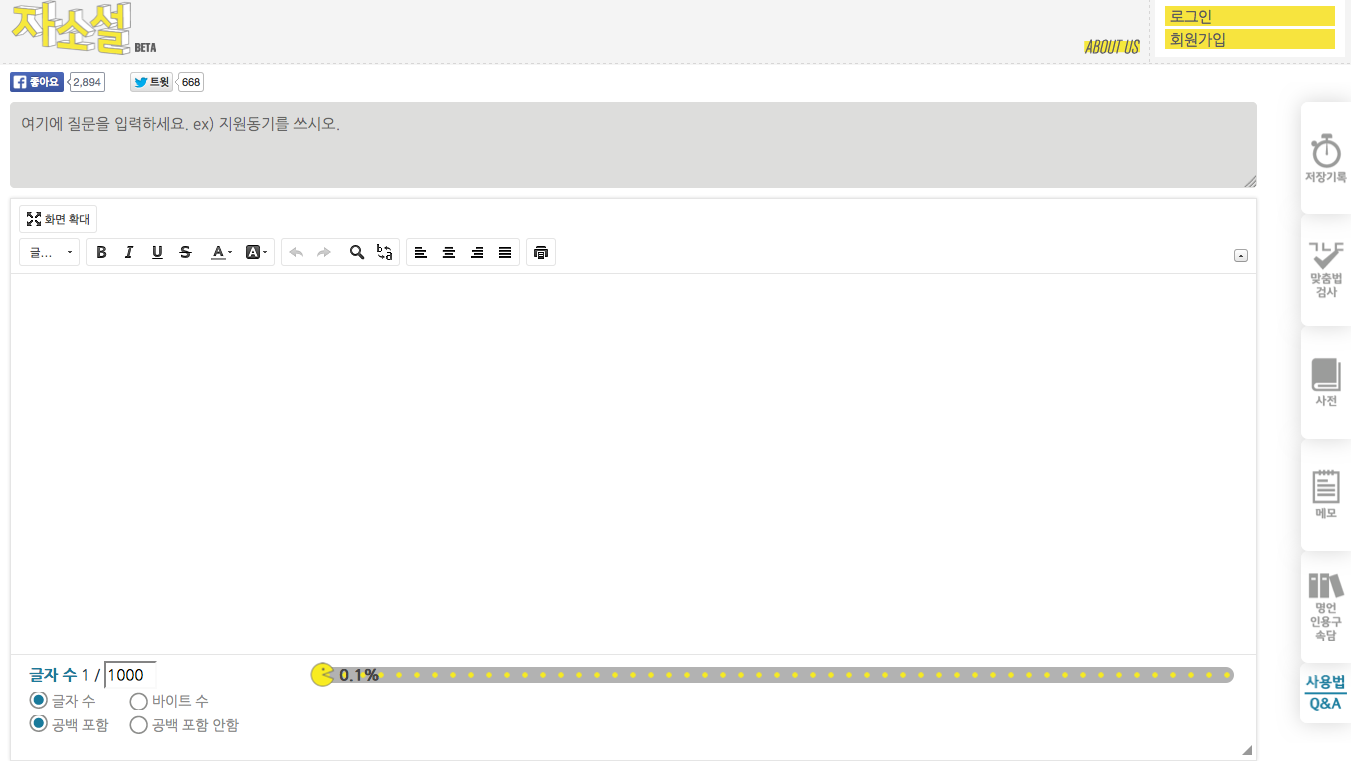 자소설 BETA
ABOUT US
로그인
회원가입
좋아요 2,894 트윗 668
여기에 질문을 입력하세요. ex) 지원동기를 쓰시오.
화면 확대
글... B I U S A A b a
글자 수 1 / 1000 0.1%
글자 수 바이트 수
공백 포함 공백 포함 안함
저장기록
ㄱㄴㄷ
맞춤법
검사
사전
메모
명언
인용구
속담
사용법
Q&A